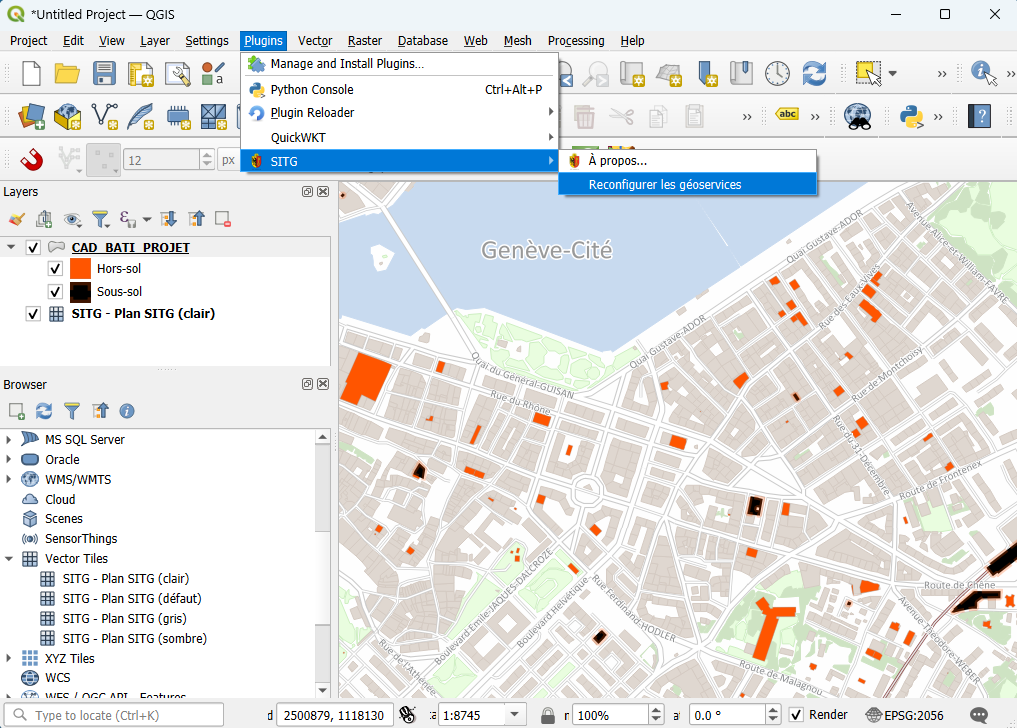 *Untitled Project — QGIS
Project Edit View Layer Settings Plugins Vector Raster Database Web Mesh Processing Help
Manage and Install Plugins...
Python Console Ctrl+Alt+P
Plugin Reloader
QuickWKT
SITG
À propos...
Reconfigurer les géoservices
abc
12 px
Layers
CAD_BATI_PROJET
Hors-sol
Sous-sol
SITG - Plan SITG (clair)
Browser
MS SQL Server
Oracle
WMS/WMTS
Cloud
Scenes
SensorThings
Vector Tiles
SITG - Plan SITG (clair)
SITG - Plan SITG (défaut)
SITG - Plan SITG (gris)
SITG - Plan SITG (sombre)
XYZ Tiles
WCS
WFS / OGC API - Features
Genève-Cité
Quai Gustave-ADOR
Avenue Alice-et-William-FAVRE
Rue des Eaux-Vives
Quai Gustave-ADOR
Quai du Général-GUISAN
Rue du Rhône
Rue de Montchoisy
Rue du 31-Décembre
Route de Frontenex
Boulevard Emile-JAQUES-DALCROZE
Boulevard Helvétique
Rue Ferdinand-HODLER
Rue de l'Athénée
Route de Chêne
Avenue Théodore-WEBER
Route de Malagnou
Type to locate (Ctrl+K)
2500879, 1118130
1:8745
100%
0.0 °
Render
EPSG:2056